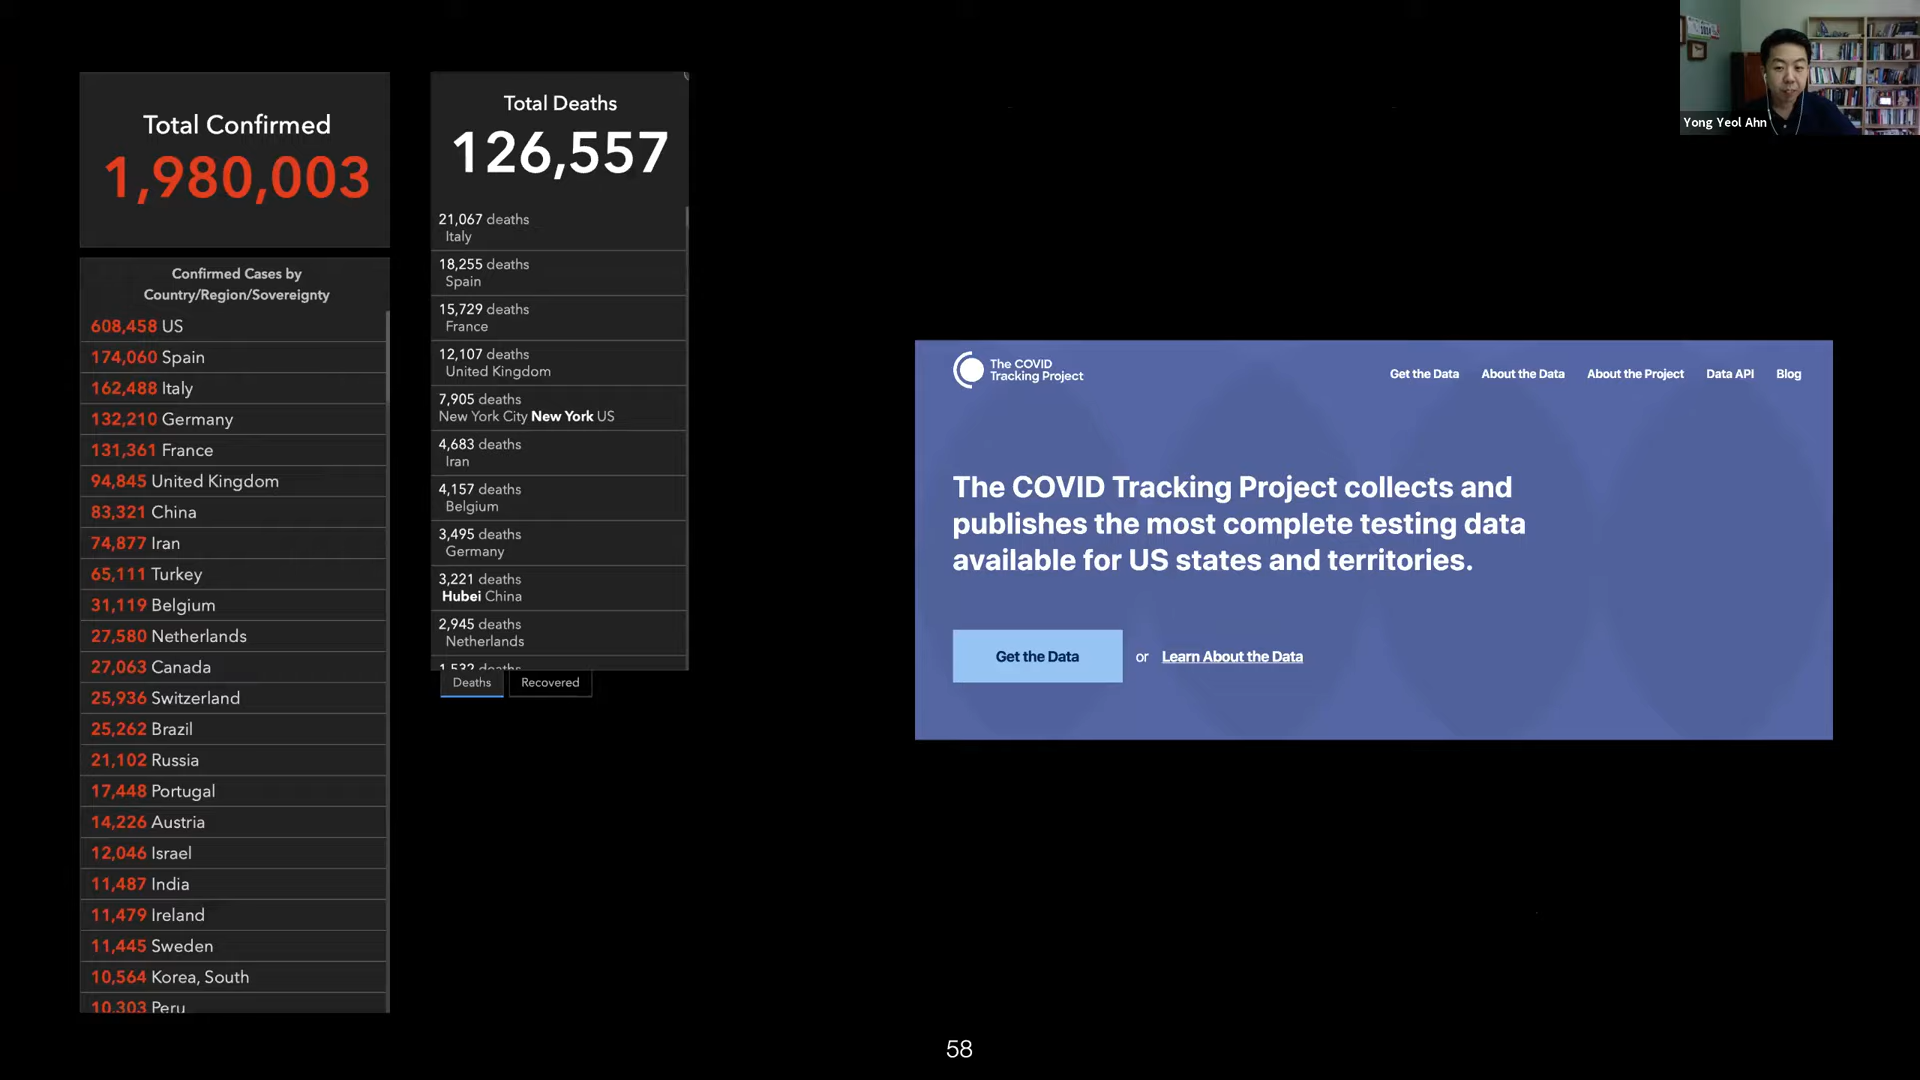 Total Confirmed
1,980,003
Confirmed Cases by
Country/Region/Sovereignty
608,458 US
174,060 Spain
162,488 Italy
132,210 Germany
131,361 France
94,845 United Kingdom
83,321 China
74,877 Iran
65,111 Turkey
31,119 Belgium
27,580 Netherlands
27,063 Canada
25,936 Switzerland
25,262 Brazil
21,102 Russia
17,448 Portugal
14,226 Austria
12,046 Israel
11,487 India
11,479 Ireland
11,445 Sweden
10,564 Korea, South
10,303 Peru
Total Deaths
126,557
21,067 deaths
Italy
18,255 deaths
Spain
15,729 deaths
France
12,107 deaths
United Kingdom
7,905 deaths
New York City New York US
4,683 deaths
Iran
4,157 deaths
Belgium
3,495 deaths
Germany
3,221 deaths
Hubei China
2,945 deaths
Netherlands
1,532 deaths
Deaths
Recovered
The COVID
Tracking Project
Get the Data
About the Data
About the Project
Data API
Blog
The COVID Tracking Project collects and
publishes the most complete testing data
available for US states and territories.
Get the Data
or
Learn About the Data
Yong Yeol Ahn
58